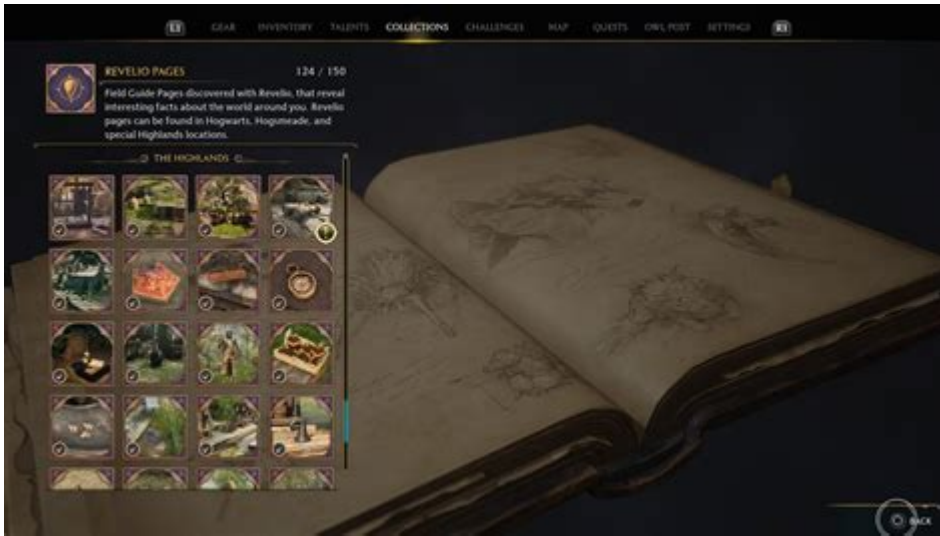 L1 GEAR INVENTORY TALENTS COLLECTIONS CHALLENGES MAP QUESTS OWL POST SETTINGS R1
REVELIO PAGES 124 / 150
Field Guide Pages discovered with Revelio, that reveal
interesting facts about the world around you. Revelio
pages can be found in Hogwarts, Hogsmeade, and
special Highlands locations.
THE HIGHLANDS
BACK